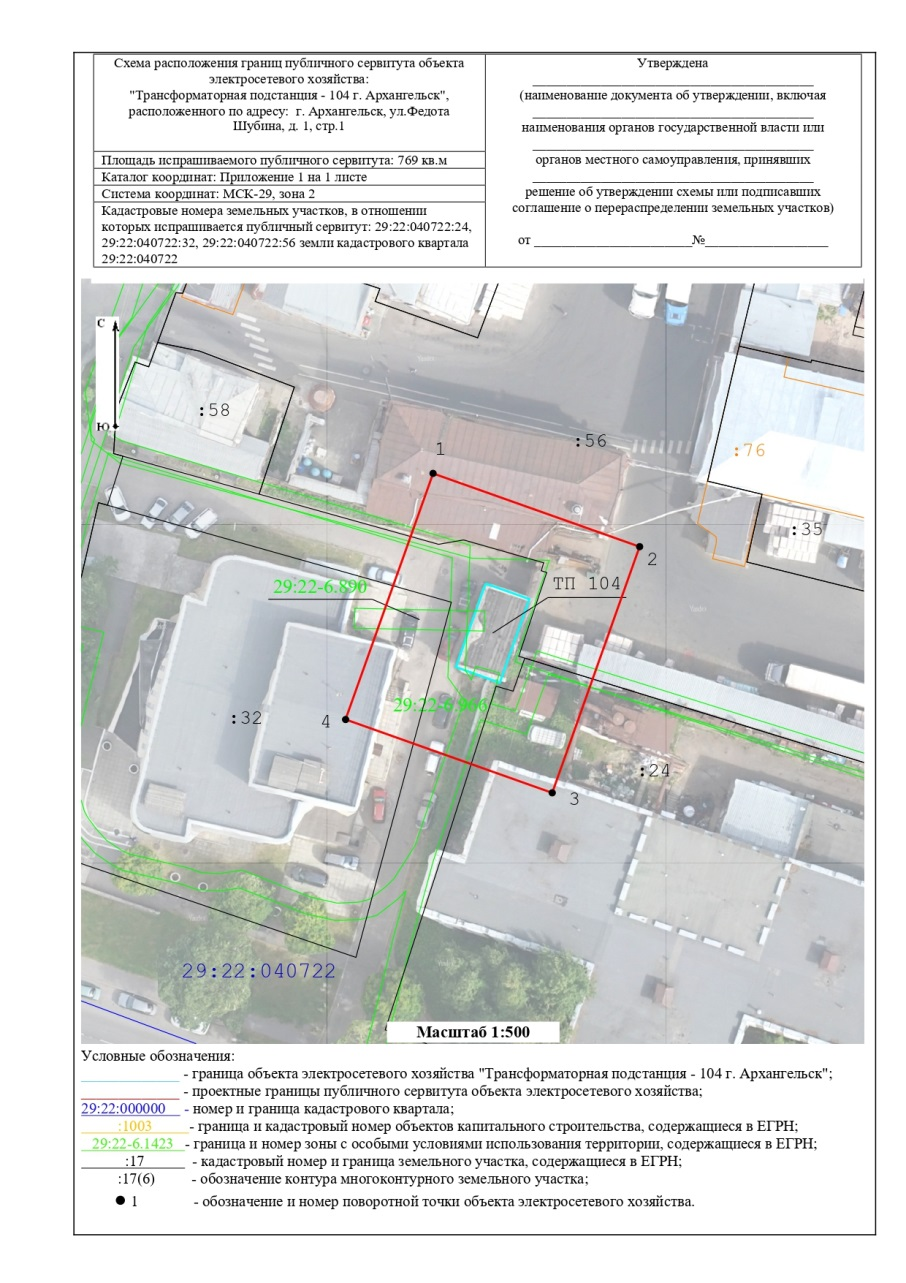 Схема расположения границ публичного сервитута объекта
электросетевого хозяйства:
"Трансформаторная подстанция - 104 г. Архангельск",
расположенного по адресу: г. Архангельск, ул.Федота
Шубина, д. 1, стр.1
Площадь испрашиваемого публичного сервитута: 769 кв.м
Каталог координат: Приложение 1 на 1 листе
Система координат: МСК-29, зона 2
Кадастровые номера земельных участков, в отношении
которых испрашивается публичный сервитут: 29:22:040722:24,
29:22:040722:32, 29:22:040722:56 земли кадастрового квартала
29:22:040722
Утверждена
(наименование документа об утверждении, включая
наименования органов государственной власти или
органов местного самоуправления, принявших
решение об утверждении схемы или подписавших
соглашение о перераспределении земельных участков)
от ________________________№___________________
С
Ю
:58
1
:56
:76
:35
2
29:22-6.890
ТП 104
:32
4
:24
3
29:22:040722
Масштаб 1:500
Условные обозначения:
- граница объекта электросетевого хозяйства "Трансформаторная подстанция - 104 г. Архангельск";
- проектные границы публичного сервитута объекта электросетевого хозяйства;
29:22:000000 - номер и граница кадастрового квартала;
:1003 - граница и кадастровый номер объектов капитального строительства, содержащиеся в ЕГРН;
29:22-6.1423 - граница и номер зоны с особыми условиями использования территории, содержащиеся в ЕГРН;
:17 - кадастровый номер и граница земельного участка, содержащиеся в ЕГРН;
:17(6) - обозначение контура многоконтурного земельного участка;
1 - обозначение и номер поворотной точки объекта электросетевого хозяйства.